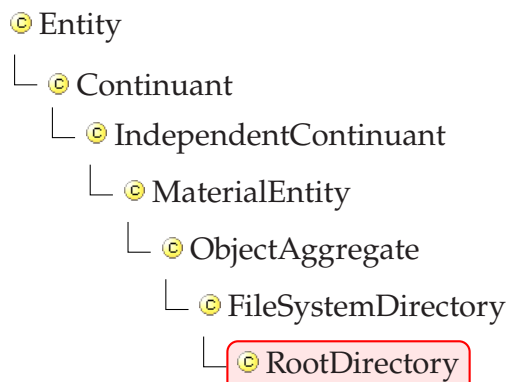 Entity
Continuant
IndependentContinuant
MaterialEntity
ObjectAggregate
FileSystemDirectory
RootDirectory